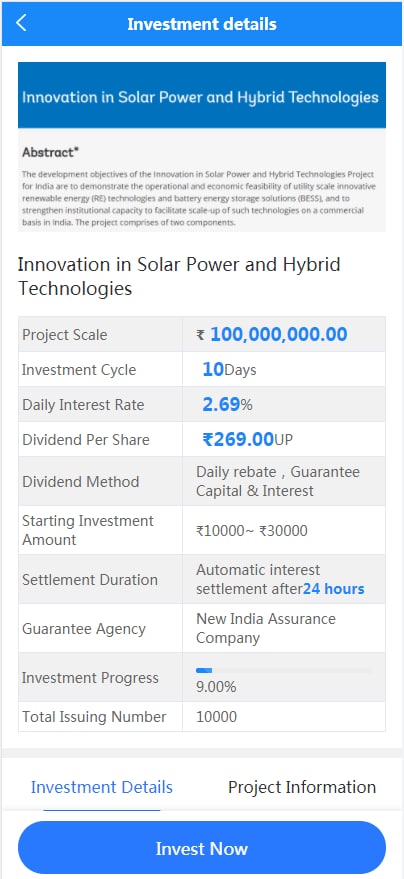 Investment details
Innovation in Solar Power and Hybrid Technologies
Abstract*
The development objectives of the Innovation in Solar Power and Hybrid Technologies Project
for India are to demonstrate the operational and economic feasibility of utility scale innovative
renewable energy (RE) technologies and battery energy storage solutions (BESS), and to
strengthen institutional capacity to facilitate scale-up of such technologies on a commercial
basis in India. The project comprises of two components.
Innovation in Solar Power and Hybrid
Technologies
Project Scale ₹ 100,000,000.00
Investment Cycle 10Days
Daily Interest Rate 2.69%
Dividend Per Share ₹269.00UP
Dividend Method Daily rebate , Guarantee
Capital & Interest
Starting Investment
Amount ₹10000~ ₹30000
Settlement Duration Automatic interest
settlement after24 hours
Guarantee Agency New India Assurance
Company
Investment Progress 9.00%
Total Issuing Number 10000
Investment Details Project Information
Invest Now